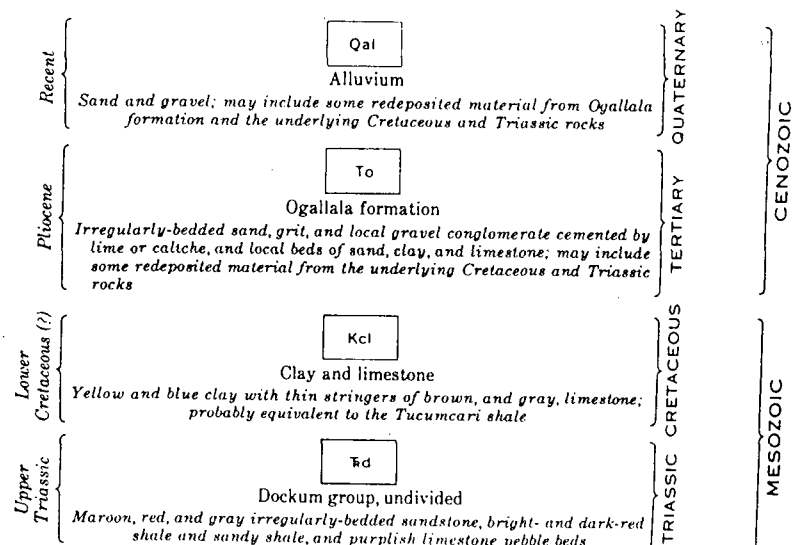 Recent
Qal
Alluvium
Sand and gravel; may include some redeposited material from Ogallala
formation and the underlying Cretaceous and Triassic rocks
QUATERNARY
Pliocene
To
Ogallala formation
Irregularly-bedded sand, grit, and local gravel conglomerate cemented by
lime or caliche, and local beds of sand, clay, and limestone; may include
some redeposited material from the underlying Cretaceous and Triassic
rocks
TERTIARY
CENOZOIC
Lower
Cretaceous (?)
Kcl
Clay and limestone
Yellow and blue clay with thin stringers of brown, and gray, limestone;
probably equivalent to the Tucumcari shale
CRETACEOUS
Upper
Triassic
Ŧd
Dockum group, undivided
Maroon, red, and gray irregularly-bedded sandstone, bright- and dark-red
shale and sandy shale, and purplish limestone pebble beds
TRIASSIC
MESOZOIC